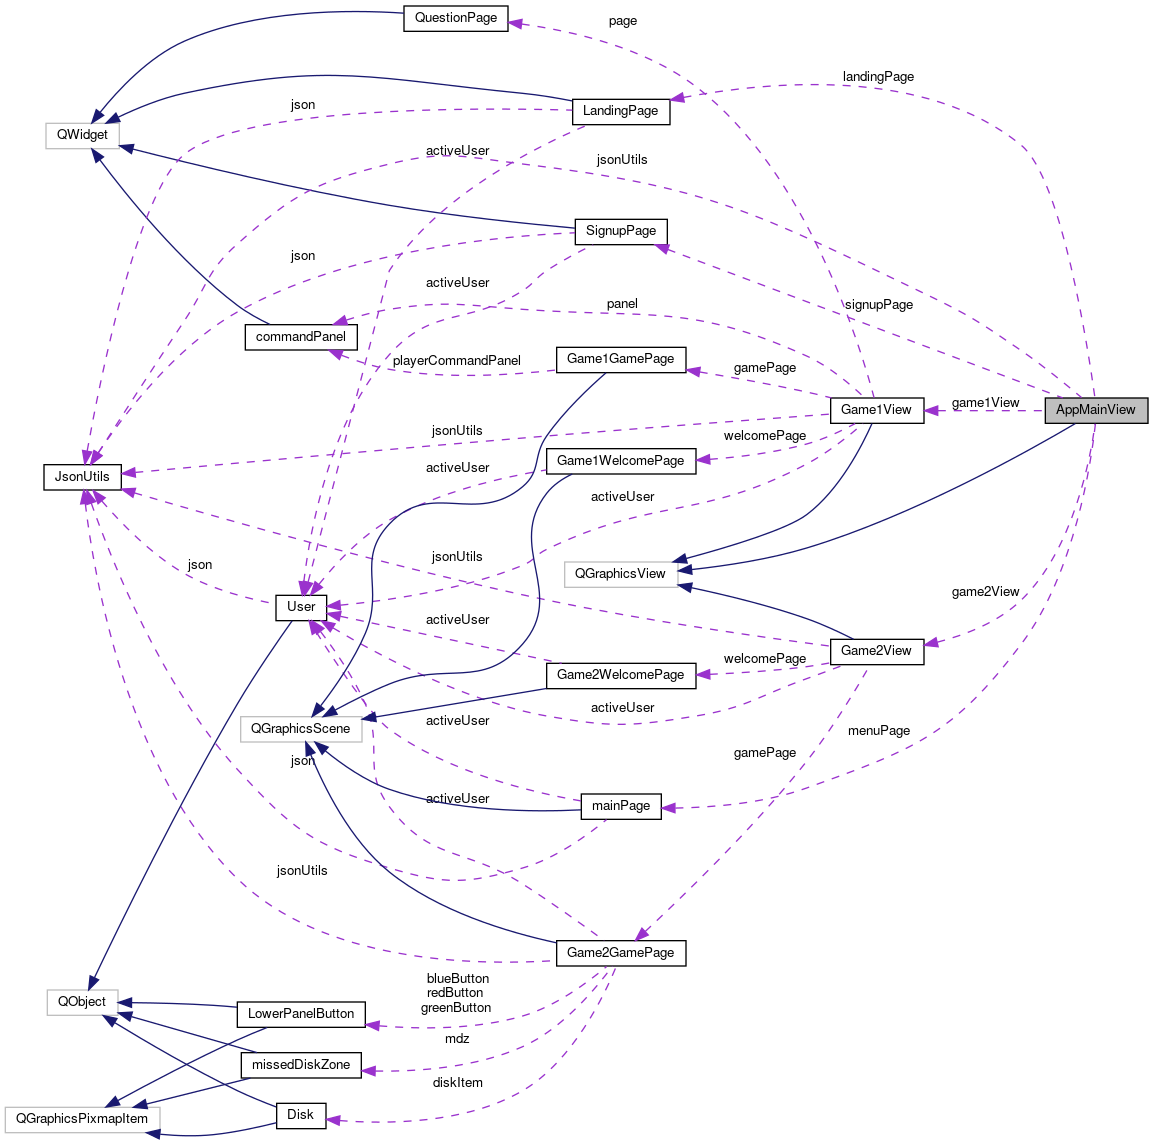 QuestionPage
page
landingPage
json
LandingPage
QWidget
activeUser
jsonUtils
SignupPage
json
activeUser
panel
signupPage
commandPanel
playerCommandPanel
Game1GamePage
gamePage
game1View
Game1View
AppMainView
jsonUtils
welcomePage
Game1WelcomePage
activeUser
JsonUtils
activeUser
jsonUtils
json
QGraphicsView
User
activeUser
game2View
Game2View
welcomePage
Game2WelcomePage
activeUser
QGraphicsScene
activeUser
menuPage
gamePage
json
activeUser
mainPage
jsonUtils
Game2GamePage
blueButton
redButton
greenButton
QObject
LowerPanelButton
mdz
missedDiskZone
diskItem
QGraphicsPixmapItem
Disk